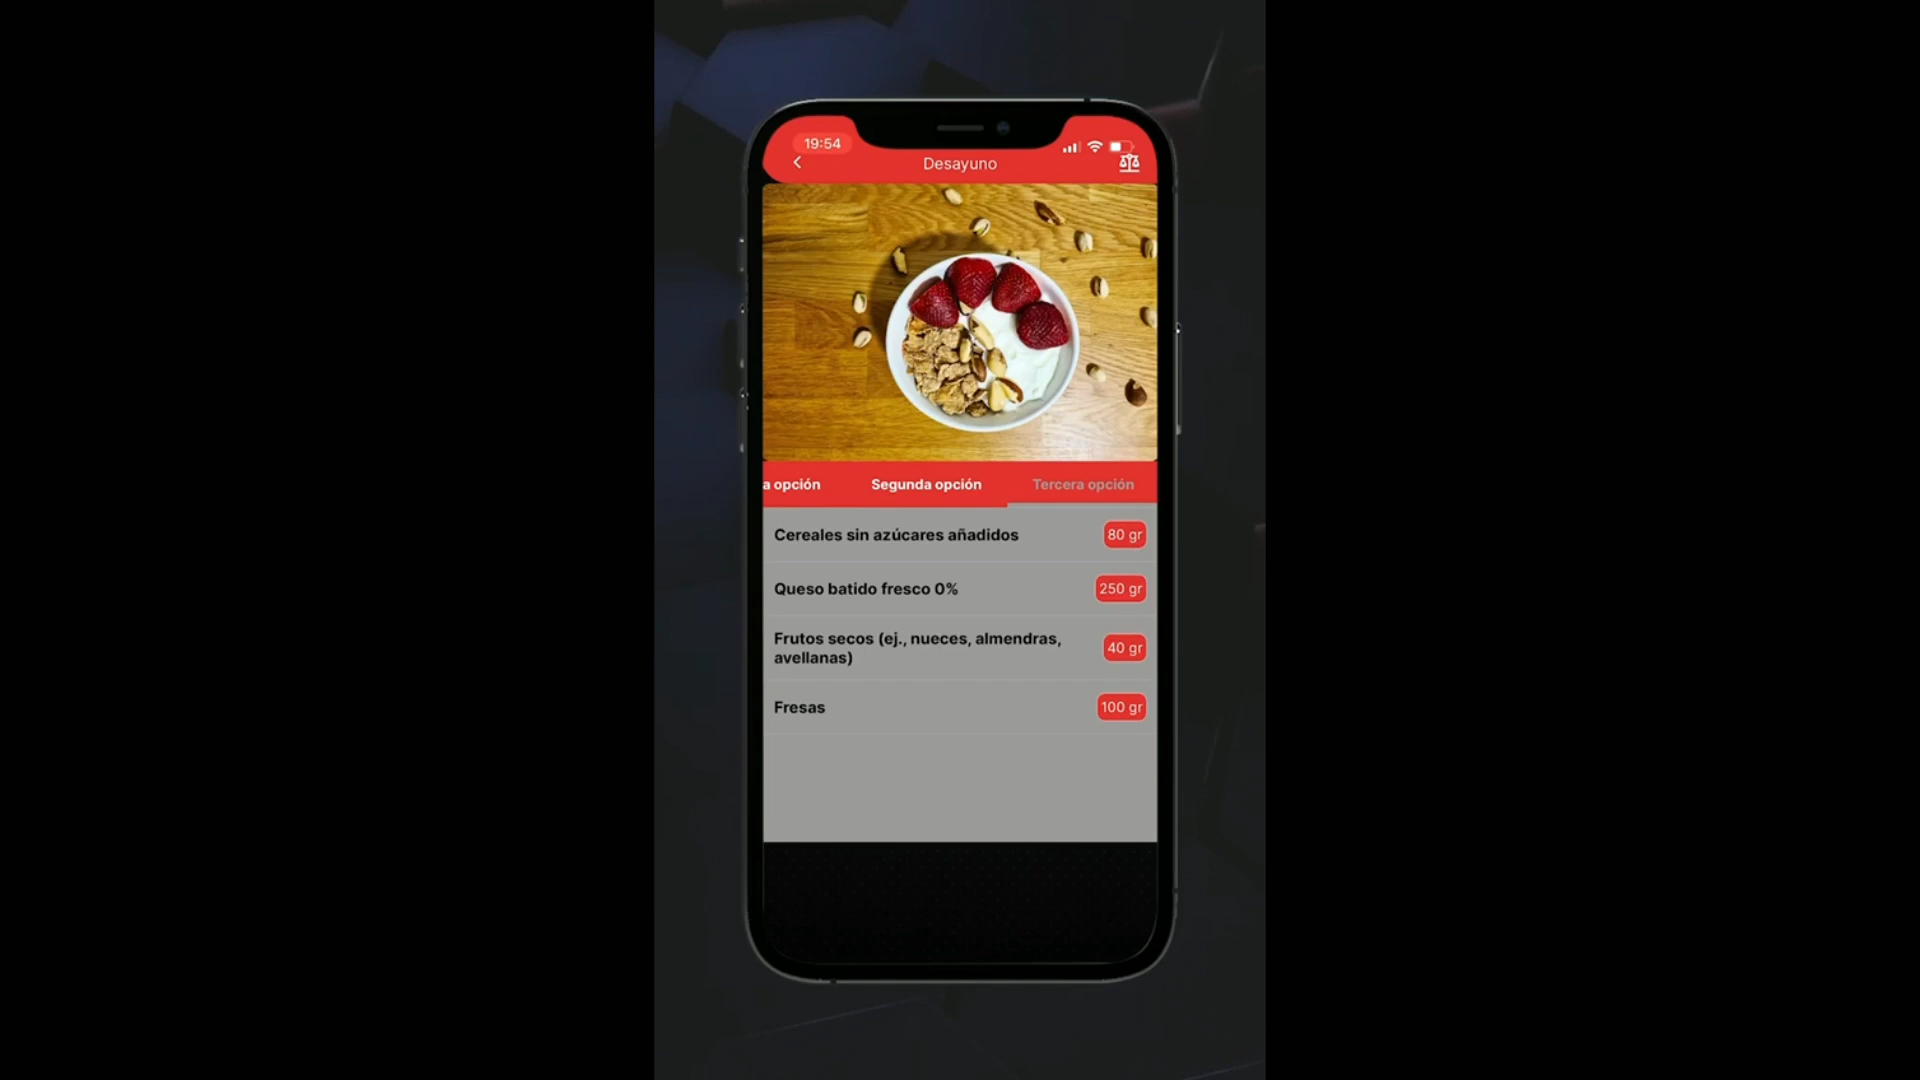 19:54
Desayuno
a opción
Segunda opción
Tercera opción
Cereales sin azúcares añadidos
80 gr
Queso batido fresco 0%
250 gr
Frutos secos (ej., nueces, almendras,
avellanas)
40 gr
Fresas
100 gr